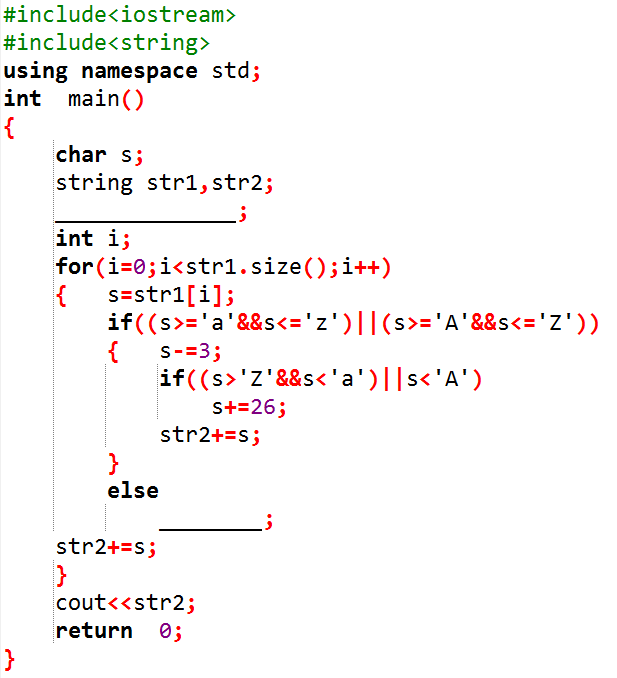 #include<iostream>
#include<string>
using namespace std;
int  main()
{
    char s;
    string str1,str2;
    ______________;
    int i;
    for(i=0;i<str1.size();i++)
    {   s=str1[i];
        if((s>='a'&&s<='z')||(s>='A'&&s<='Z'))
        {   s-=3;
            if((s>'Z'&&s<'a')||s<'A')
                s+=26;
            str2+=s;
        }
        else
            ________;
    str2+=s;
    }
    cout<<str2;
    return  0;
}